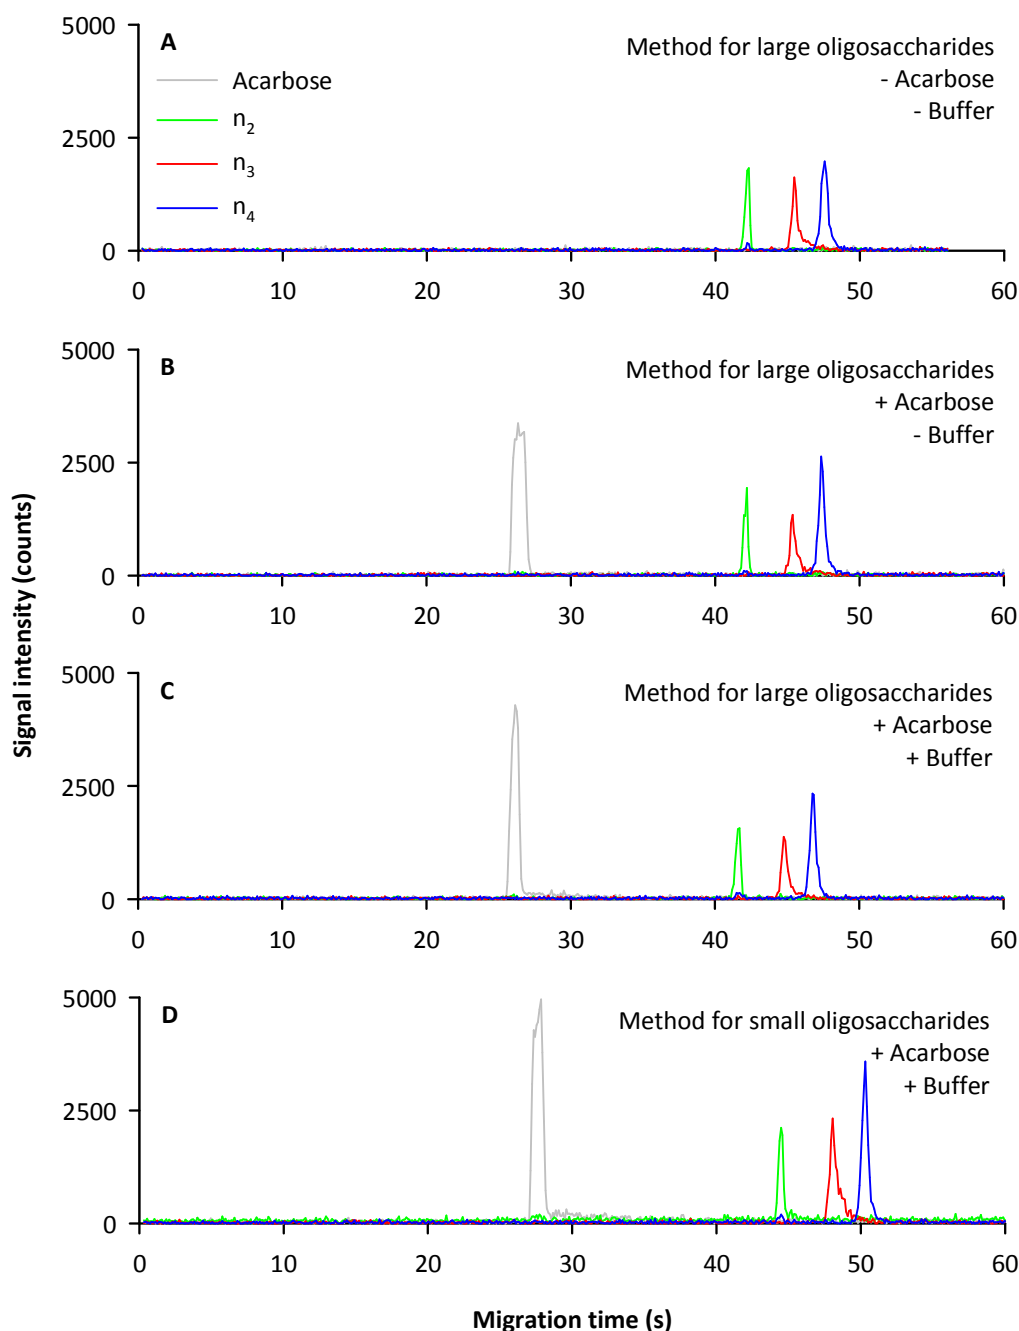 A
Method for large oligosaccharides
- Acarbose
- Buffer
Acarbose
n₂
n₃
n₄
5000
2500
0
0 10 20 30 40 50 60
B
Method for large oligosaccharides
+ Acarbose
- Buffer
5000
2500
0
0 10 20 30 40 50 60
C
Method for large oligosaccharides
+ Acarbose
+ Buffer
5000
2500
0
0 10 20 30 40 50 60
D
Method for small oligosaccharides
+ Acarbose
+ Buffer
5000
2500
0
0 10 20 30 40 50 60
Signal intensity (counts)
Migration time (s)